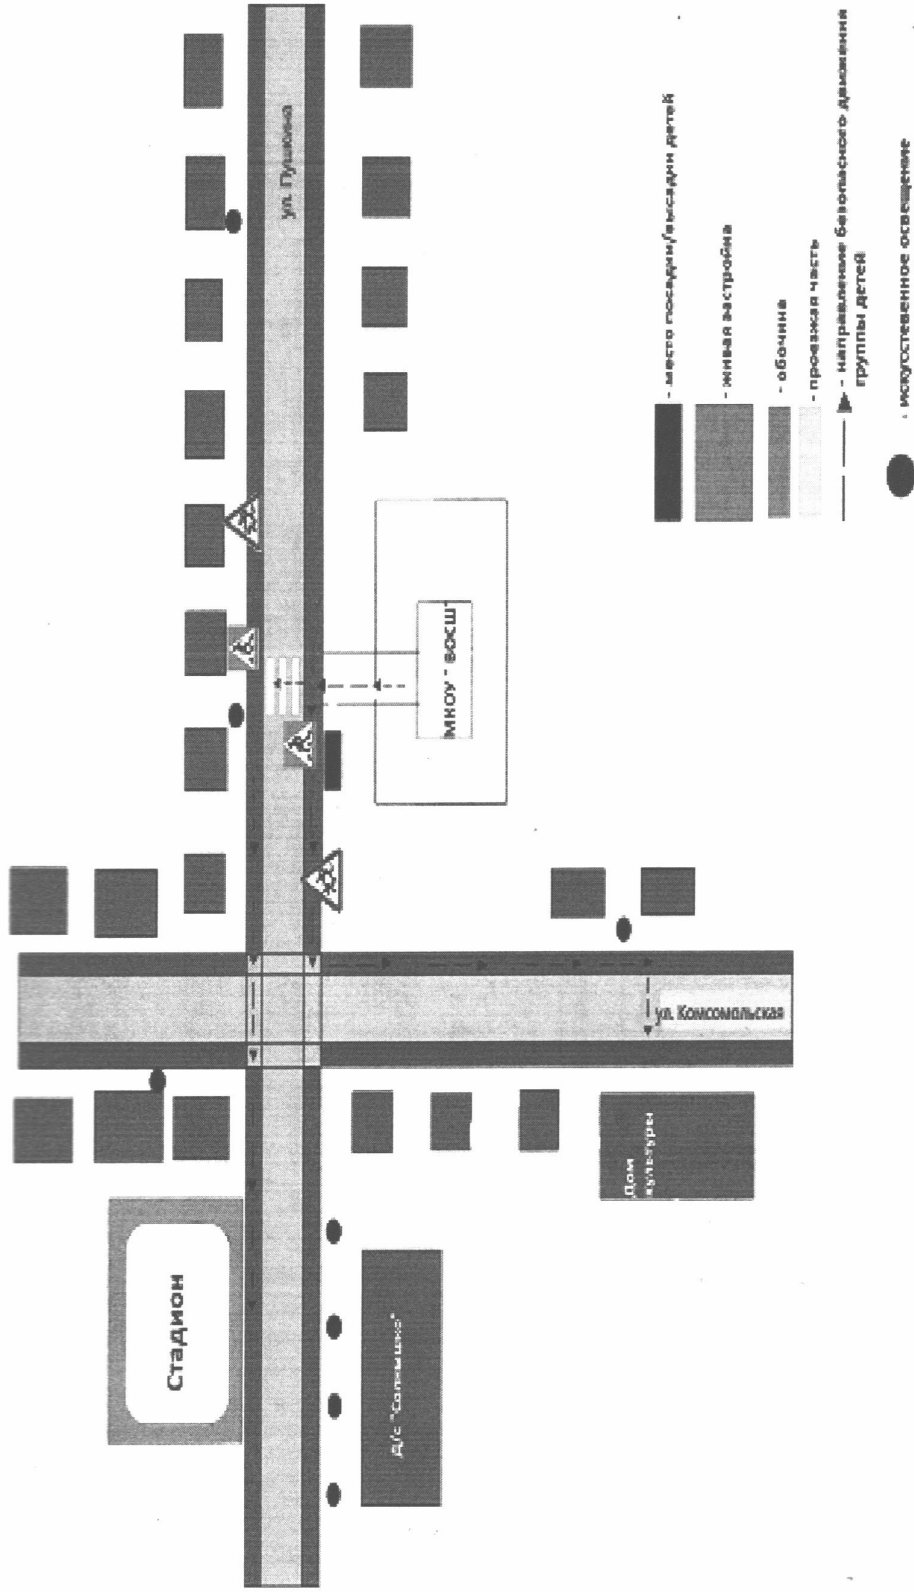 Стадион
Д/с "Солнышко"
Дом
культуры
ул. Комсомольская
МКОУ " ВОСШ"
ул. Пушкина
- место посадки/высадки детей
- жилая застройка
- обочина
- проезжая часть
- направление безопасного движения
группы детей
- искусственное освещение